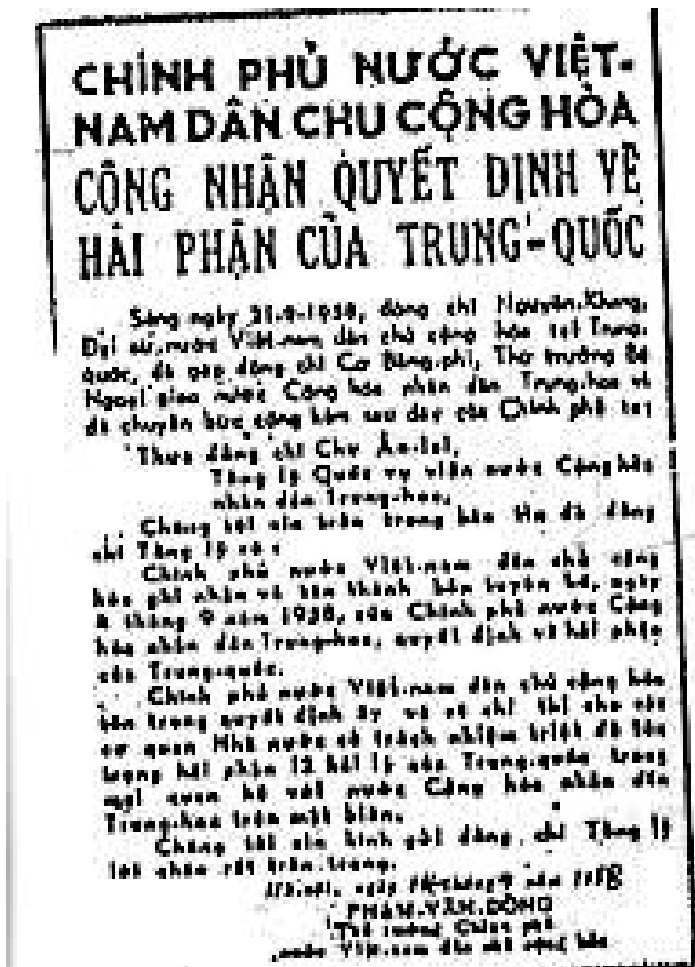 CHÍNH PHỦ NƯỚC VIỆT-
NAM DÂN CHU CỘNG HÒA
CÔNG NHẬN QUYẾT ĐỊNH VỀ
HẢI PHẬN CỦA TRUNG-QUỐC
Sáng ngày 21-9-1958, đồng chí Nguyễn-Khang,
Đại sứ nước Việt-nam dân chủ cộng hòa tại Trung-
quốc, đã gặp đồng chí Cơ Bằng-phi, Thứ trưởng Bộ
Ngoại giao nước Cộng hòa nhân dân Trung-hoa và
đã chuyển bức công hàm sau đây của Chính phủ ta:
"Thưa đồng chí Chu Ân-lai,
Tổng lý Quốc vụ viện nước Cộng hòa
nhân dân Trung-hoa,
Chúng tôi xin trân trọng báo tin để đồng
chí Tổng lý rõ:
Chính phủ nước Việt-nam dân chủ cộng
hòa ghi nhận và tán thành bản tuyên bố, ngày
4 tháng 9 năm 1958, của Chính phủ nước Cộng
hòa nhân dân Trung-hoa, quyết định về hải phận
của Trung-quốc.
Chính phủ nước Việt-nam dân chủ cộng hòa
tôn trọng quyết định ấy và sẽ chỉ thị cho các
cơ quan Nhà nước có trách nhiệm triệt để tôn
trọng hải phận 12 hải lý của Trung-quốc trong
mọi quan hệ với nước Cộng hòa nhân dân
Trung-hoa trên mặt biển.
Chúng tôi xin kính gửi đồng chí Tổng lý
lời chào rất trân trọng.
Hà-nội, ngày 14 tháng 9 năm 1958
PHẠM-VĂN-ĐỒNG
Thủ tướng Chính phủ
nước Việt-nam dân chủ cộng hòa